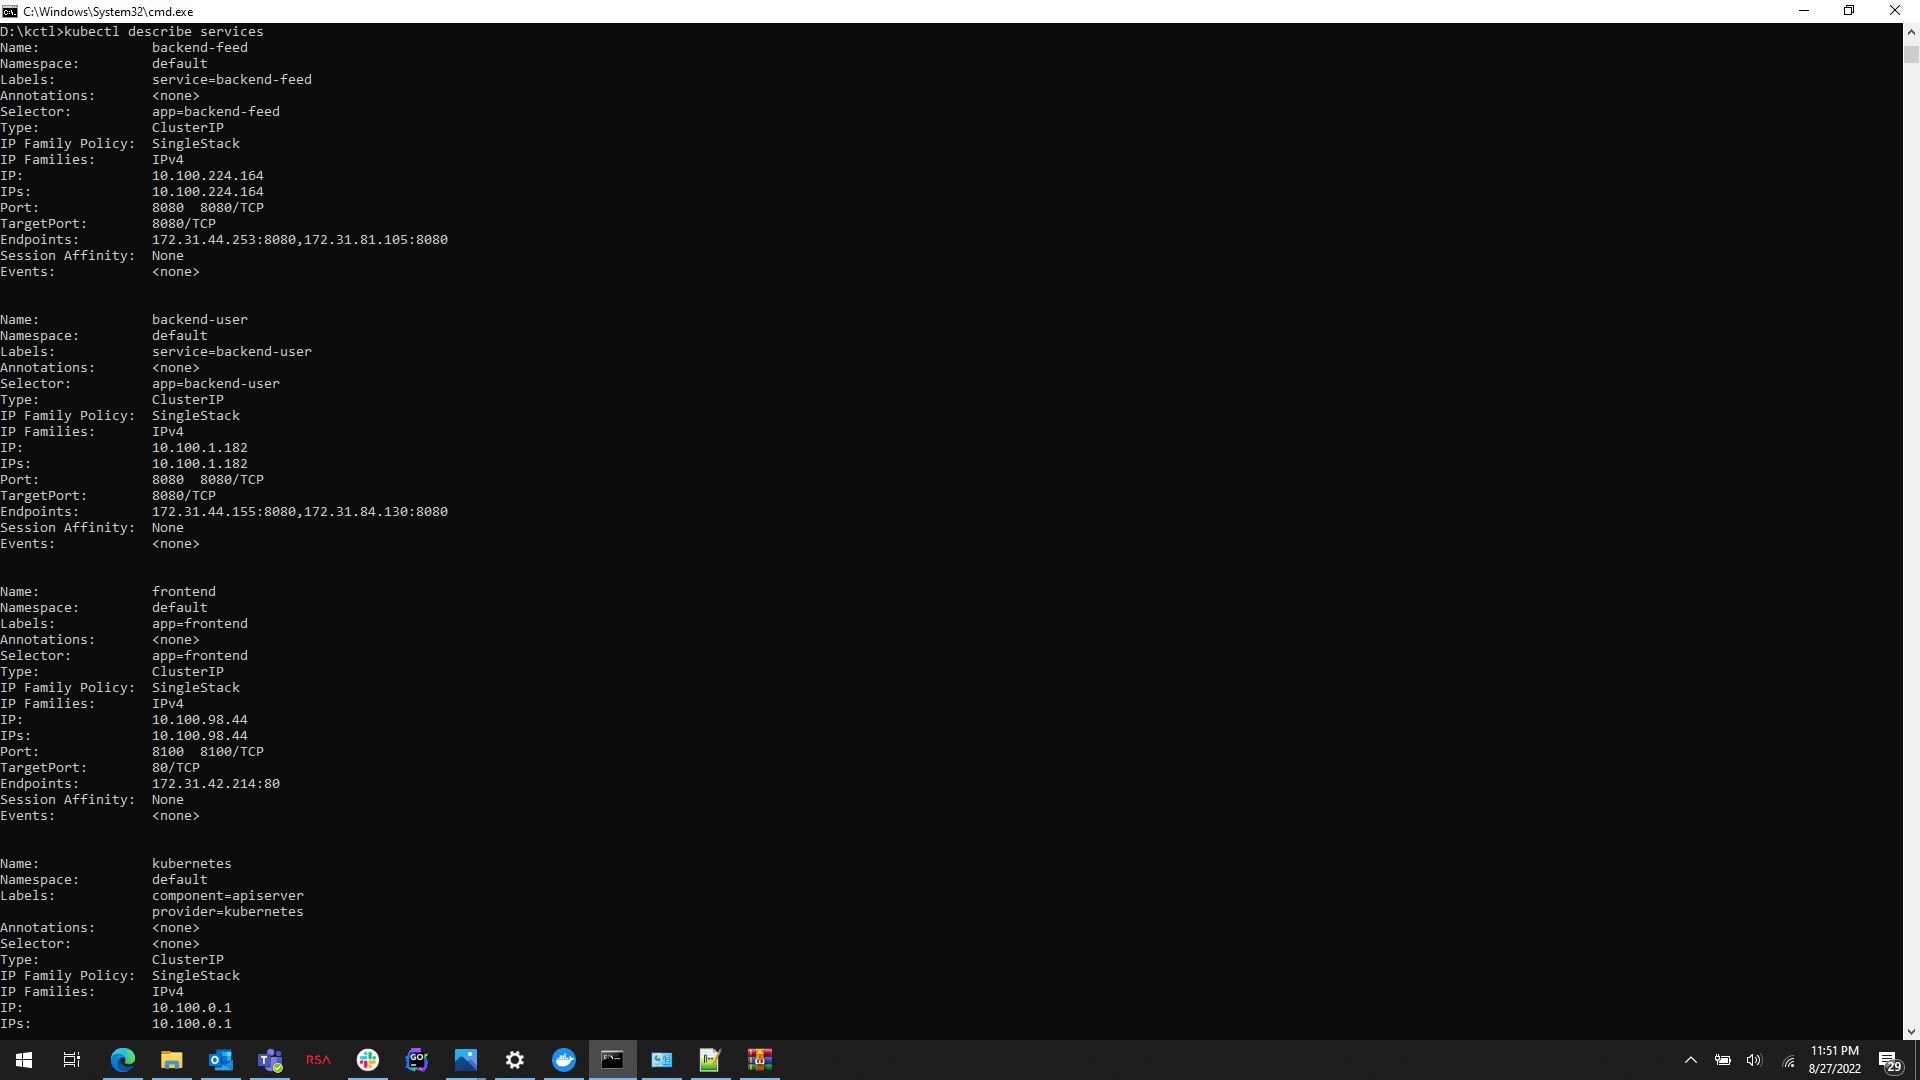 C:\Windows\System32\cmd.exe
D:\kctl>kubectl describe services
Name: backend-feed
Namespace: default
Labels: service=backend-feed
Annotations: <none>
Selector: app=backend-feed
Type: ClusterIP
IP Family Policy: SingleStack
IP Families: IPv4
IP: 10.100.224.164
IPs: 10.100.224.164
Port: 8080 8080/TCP
TargetPort: 8080/TCP
Endpoints: 172.31.44.253:8080,172.31.81.105:8080
Session Affinity: None
Events: <none>
Name: backend-user
Namespace: default
Labels: service=backend-user
Annotations: <none>
Selector: app=backend-user
Type: ClusterIP
IP Family Policy: SingleStack
IP Families: IPv4
IP: 10.100.1.182
IPs: 10.100.1.182
Port: 8080 8080/TCP
TargetPort: 8080/TCP
Endpoints: 172.31.44.155:8080,172.31.84.130:8080
Session Affinity: None
Events: <none>
Name: frontend
Namespace: default
Labels: app=frontend
Annotations: <none>
Selector: app=frontend
Type: ClusterIP
IP Family Policy: SingleStack
IP Families: IPv4
IP: 10.100.98.44
IPs: 10.100.98.44
Port: 8100 8100/TCP
TargetPort: 80/TCP
Endpoints: 172.31.42.214:80
Session Affinity: None
Events: <none>
Name: kubernetes
Namespace: default
Labels: component=apiserver
provider=kubernetes
Annotations: <none>
Selector: <none>
Type: ClusterIP
IP Family Policy: SingleStack
IP Families: IPv4
IP: 10.100.0.1
IPs: 10.100.0.1
RSA
GO
11:51 PM
8/27/2022
29